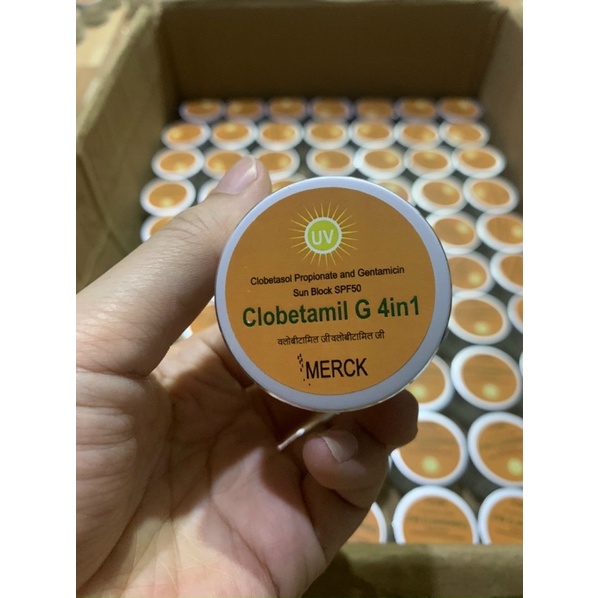 UV
Clobetasol Propionate and Gentamicin
Sun Block SPF50
Clobetamil G 4in1
क्लोबीटामिल जी क्लोबीटामिल जी
MERCK